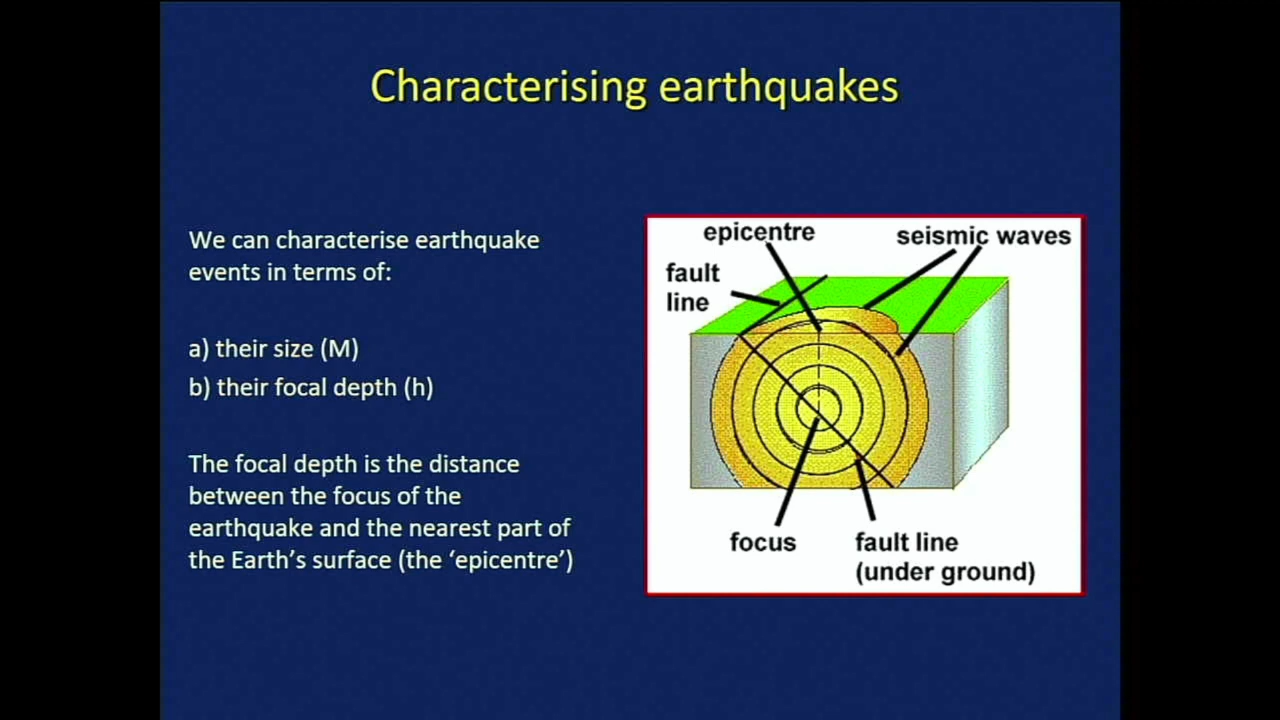 Characterising earthquakes
We can characterise earthquake
events in terms of:
a) their size (M)
b) their focal depth (h)
The focal depth is the distance
between the focus of the
earthquake and the nearest part of
the Earth’s surface (the ‘epicentre’)
epicentre
seismic waves
fault
line
focus
fault line
(under ground)